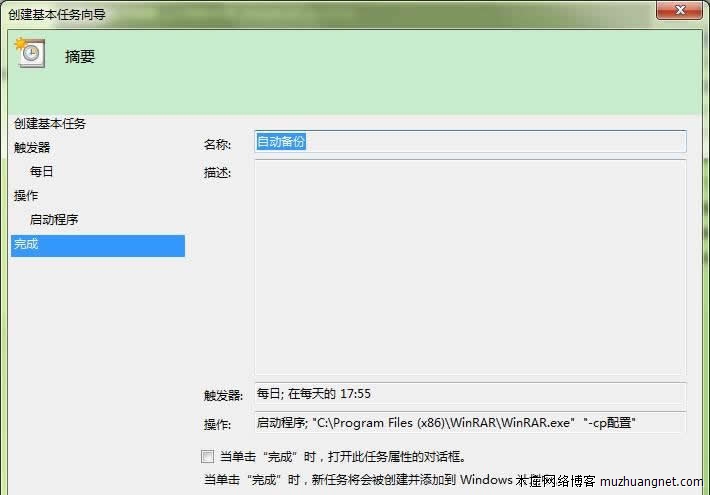 创建基本任务向导
摘要
创建基本任务
触发器
每日
操作
启动程序
完成
名称:
自动备份
描述:
触发器:
每日; 在每天的 17:55
操作:
启动程序; "C:\Program Files (x86)\WinRAR\WinRAR.exe" "-cp配置"
当单击“完成”时，打开此任务属性的对话框。
当单击“完成”时，新任务将会被创建并添加到 Windows
网络博客 muzhuangnet.com